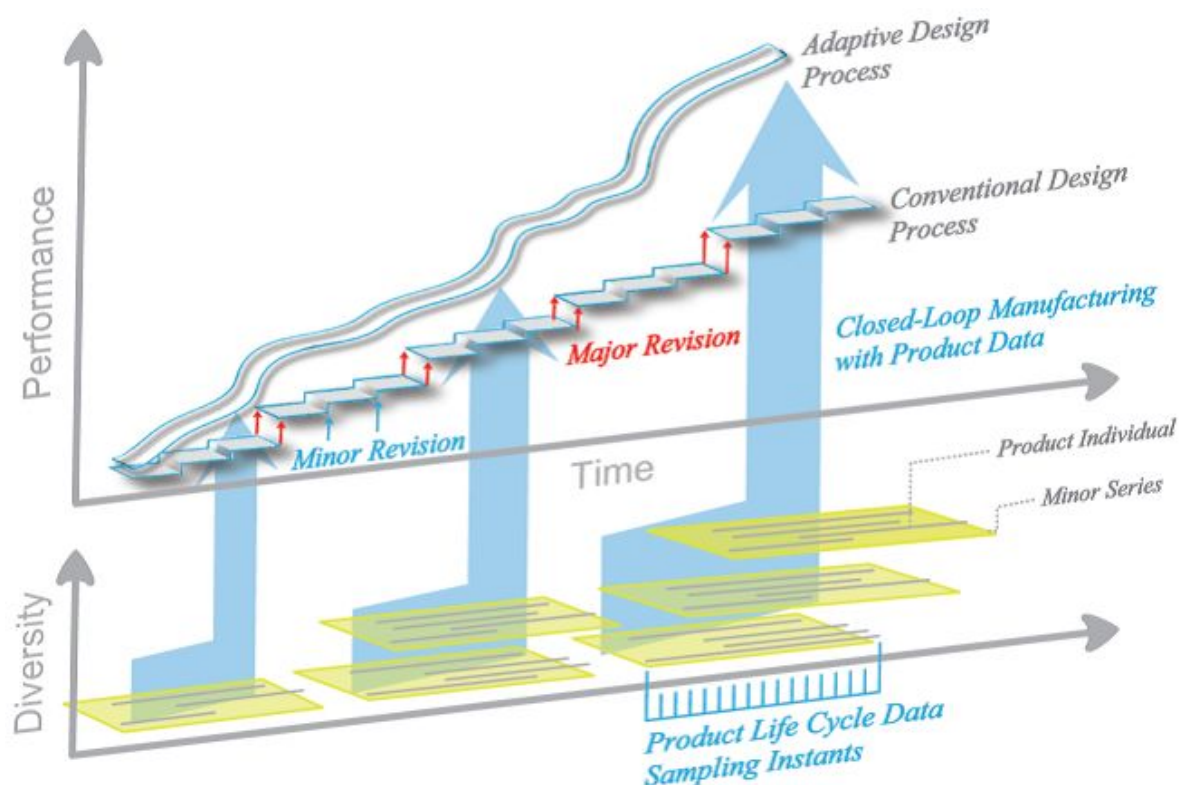 Adaptive Design
Process
Conventional Design
Process
Performance
Major Revision
Closed-Loop Manufacturing
with Product Data
Minor Revision
Time
Product Individual
Minor Series
Diversity
Product Life Cycle Data
Sampling Instants